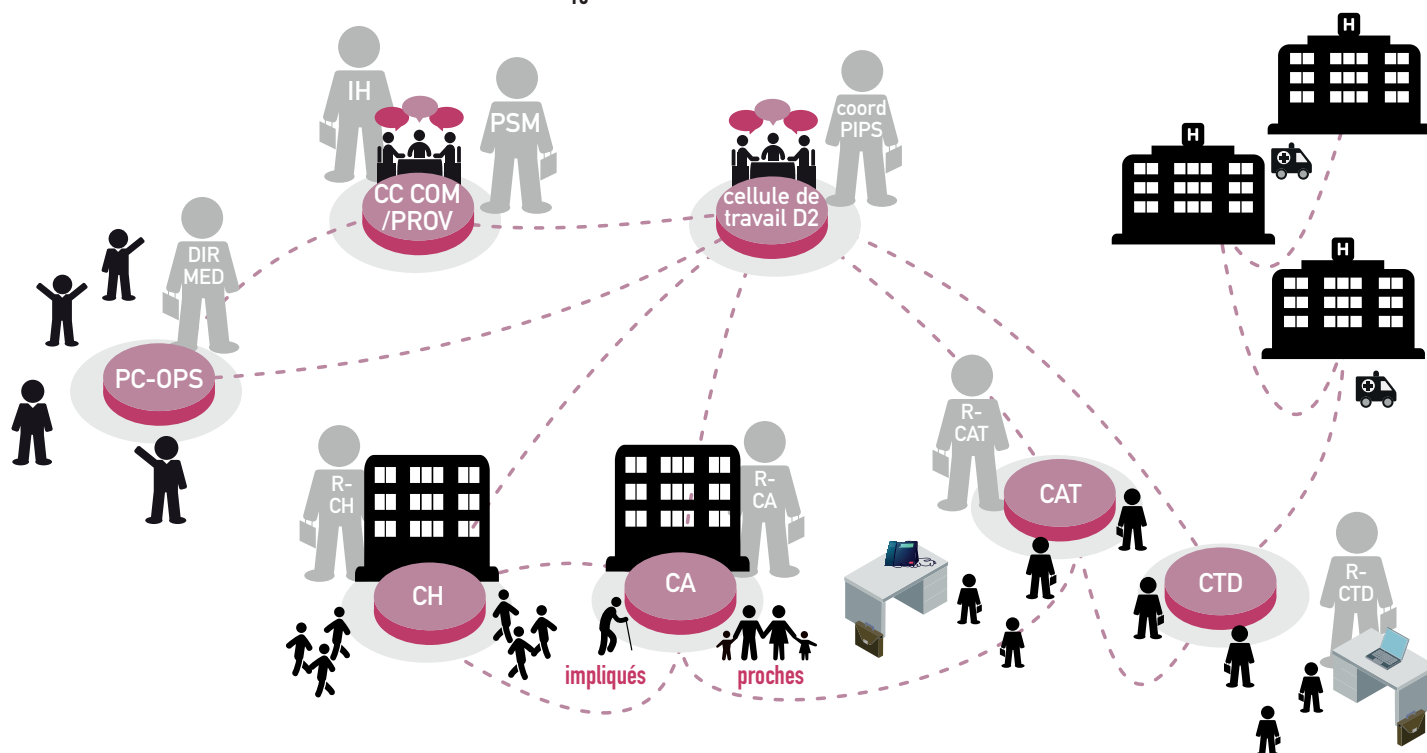 IH
PSM
CC COM
/PROV
coord
PIPS
cellule de
travail D2
H
H
H
DIR
MED
PC-OPS
R-
CH
CH
R-
CA
CA
impliqués
proches
R-
CAT
CAT
CTD
R-
CTD